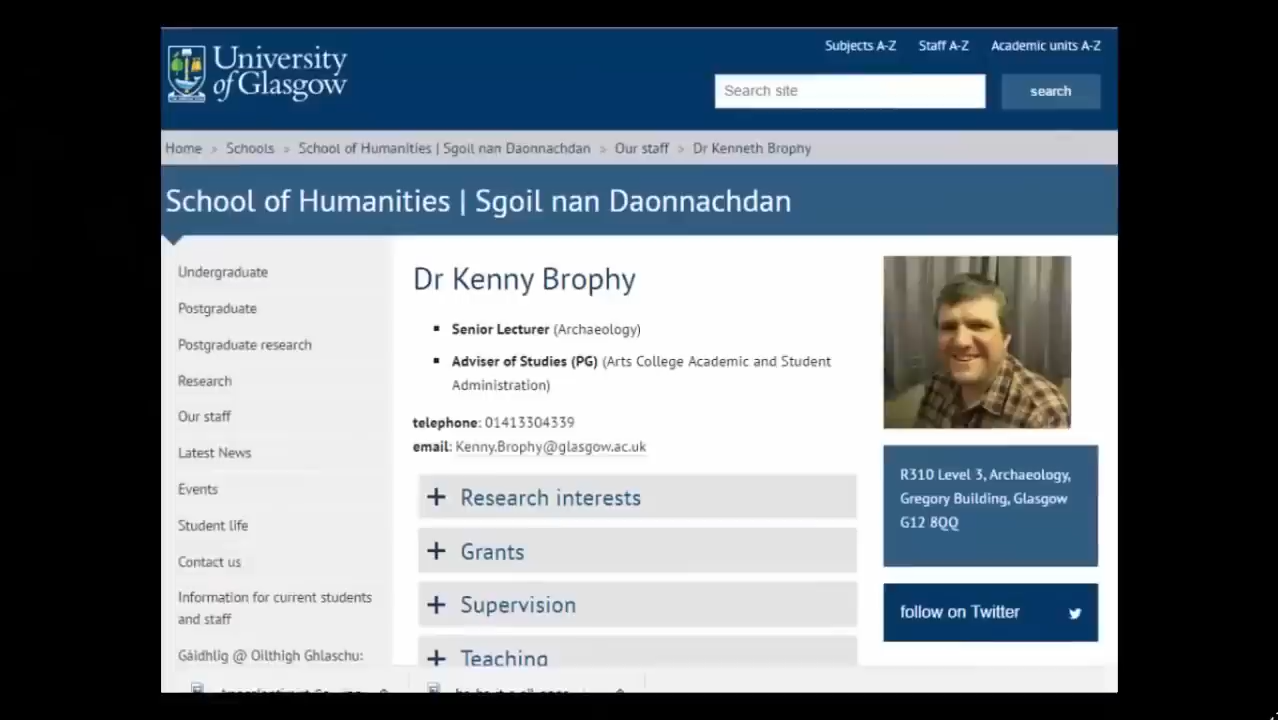 University
of Glasgow
Subjects A-Z Staff A-Z Academic units A-Z
Search site
search
Home > Schools > School of Humanities | Sgoil nan Daonnachdan > Our staff > Dr Kenneth Brophy
School of Humanities | Sgoil nan Daonnachdan
Undergraduate
Postgraduate
Postgraduate research
Research
Our staff
Latest News
Events
Student life
Contact us
Information for current students
and staff
Gàidhlig @ Oilthigh Ghlaschu:
Dr Kenny Brophy
Senior Lecturer (Archaeology)
Adviser of Studies (PG) (Arts College Academic and Student
Administration)
telephone: 01413304339
email: Kenny.Brophy@glasgow.ac.uk
+ Research interests
+ Grants
+ Supervision
+ Teaching
R310 Level 3, Archaeology,
Gregory Building, Glasgow
G12 8QQ
follow on Twitter